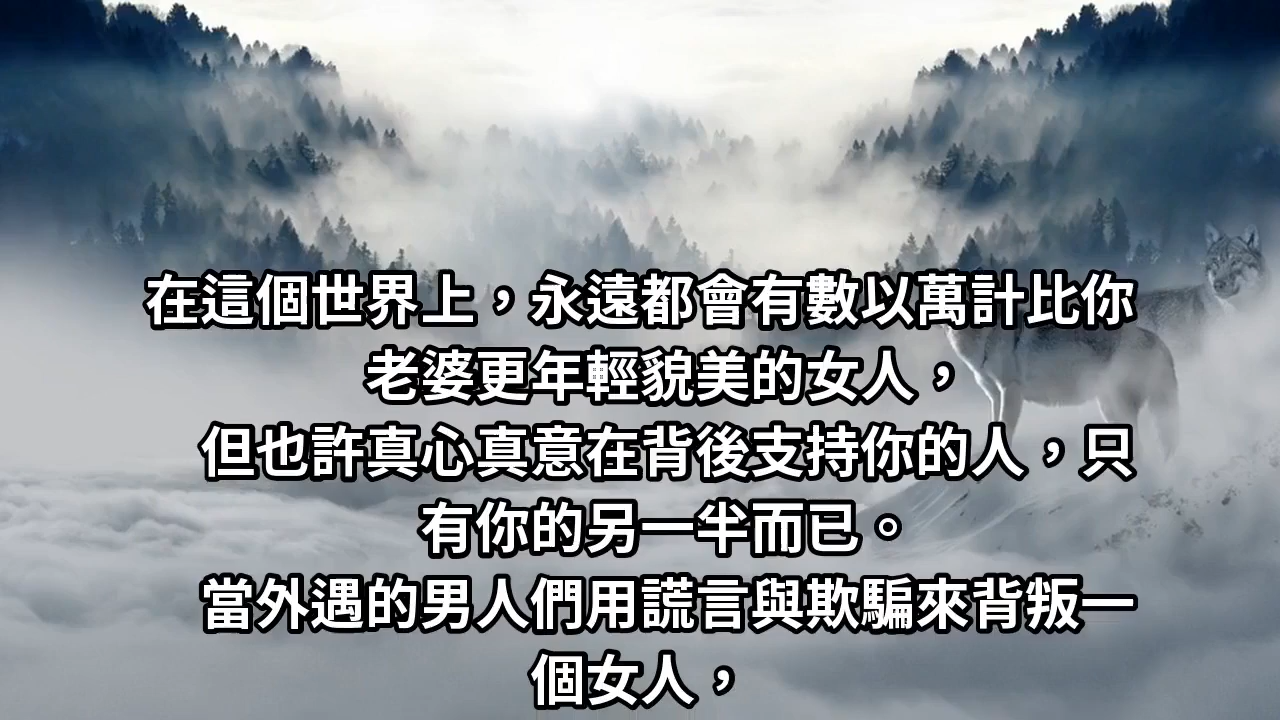 在這個世界上，永遠都會有數以萬計比你
老婆更年輕貌美的女人，
但也許真心真意在背後支持你的人，只
有你的另一半而已。
當外遇的男人們用謊言與欺騙來背叛一
個女人，